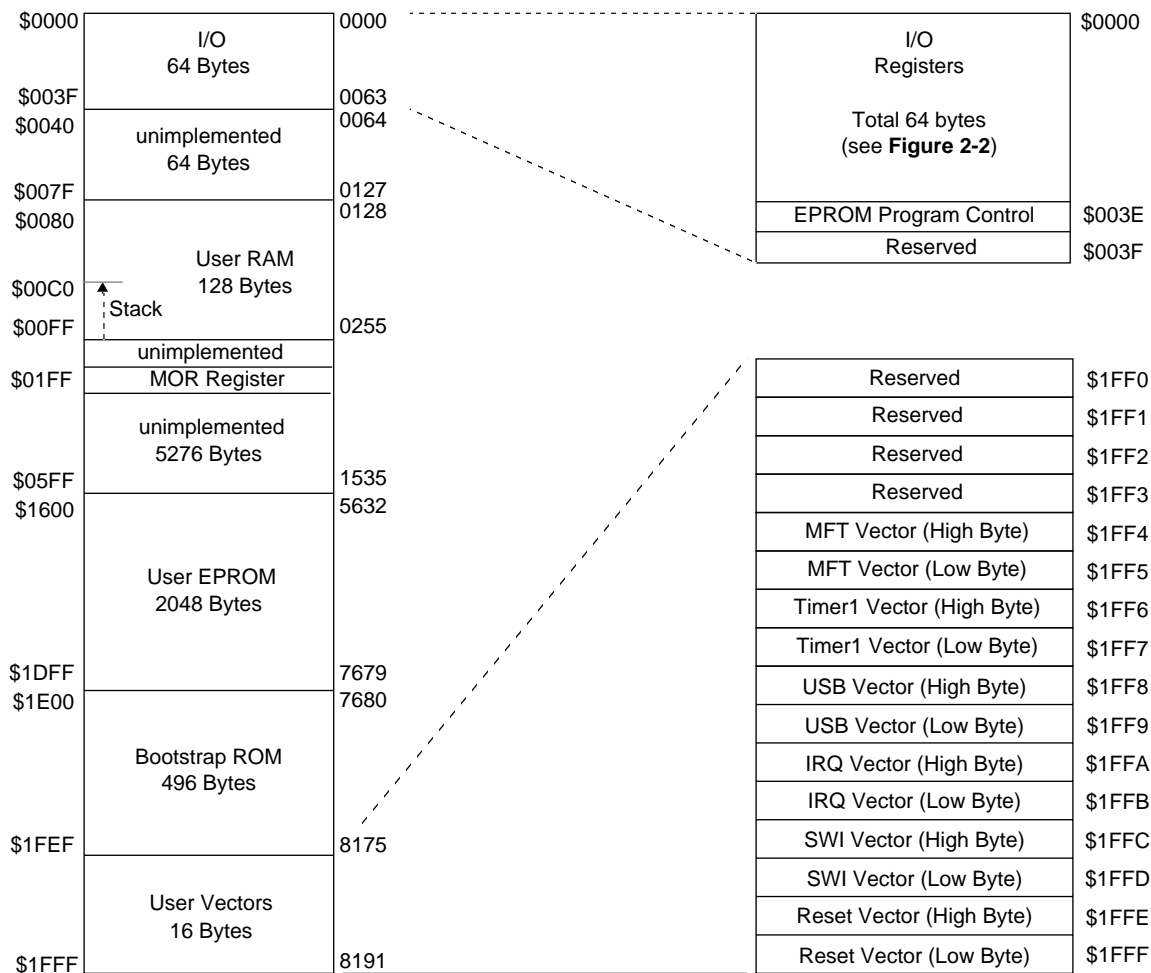 $0000
0000
I/O
64 Bytes
$003F
0063
$0040
0064
unimplemented
64 Bytes
$007F
0127
$0080
0128
User RAM
128 Bytes
$00C0
Stack
$00FF
0255
unimplemented
$01FF
MOR Register
unimplemented
5276 Bytes
$05FF
1535
$1600
5632
User EPROM
2048 Bytes
$1DFF
7679
$1E00
7680
Bootstrap ROM
496 Bytes
$1FEF
8175
User Vectors
16 Bytes
$1FFF
8191
$0000
I/O
Registers
Total 64 bytes
(see Figure 2-2)
EPROM Program Control $003E
Reserved $003F
Reserved $1FF0
Reserved $1FF1
Reserved $1FF2
Reserved $1FF3
MFT Vector (High Byte) $1FF4
MFT Vector (Low Byte) $1FF5
Timer1 Vector (High Byte) $1FF6
Timer1 Vector (Low Byte) $1FF7
USB Vector (High Byte) $1FF8
USB Vector (Low Byte) $1FF9
IRQ Vector (High Byte) $1FFA
IRQ Vector (Low Byte) $1FFB
SWI Vector (High Byte) $1FFC
SWI Vector (Low Byte) $1FFD
Reset Vector (High Byte) $1FFE
Reset Vector (Low Byte) $1FFF